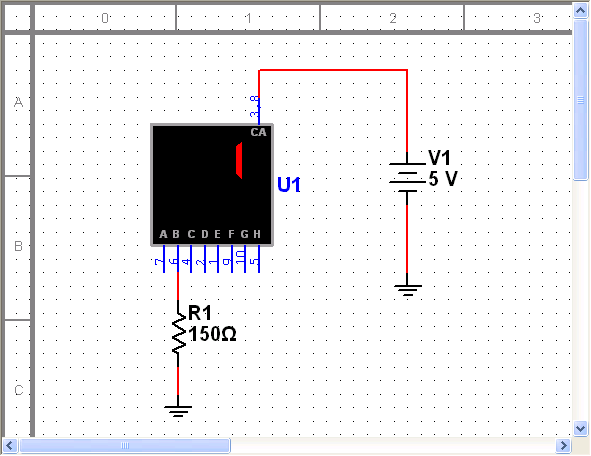 0 1 2 3
A
3,8
CA
V1
5 V
U1
A B C D E F G H
B
7 6 4 2 1 9 10 5
R1
150Ω
C